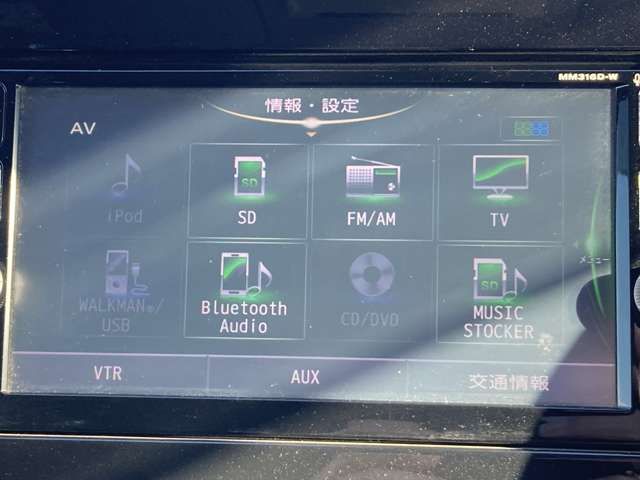 MM316D-W
情報・設定
AV
iPod
SD
FM/AM
TV
SD
WALKMAN®/
USB
Bluetooth
Audio
CD/DVD
SD
MUSIC
STOCKER
メニュー
VTR
AUX
交通情報